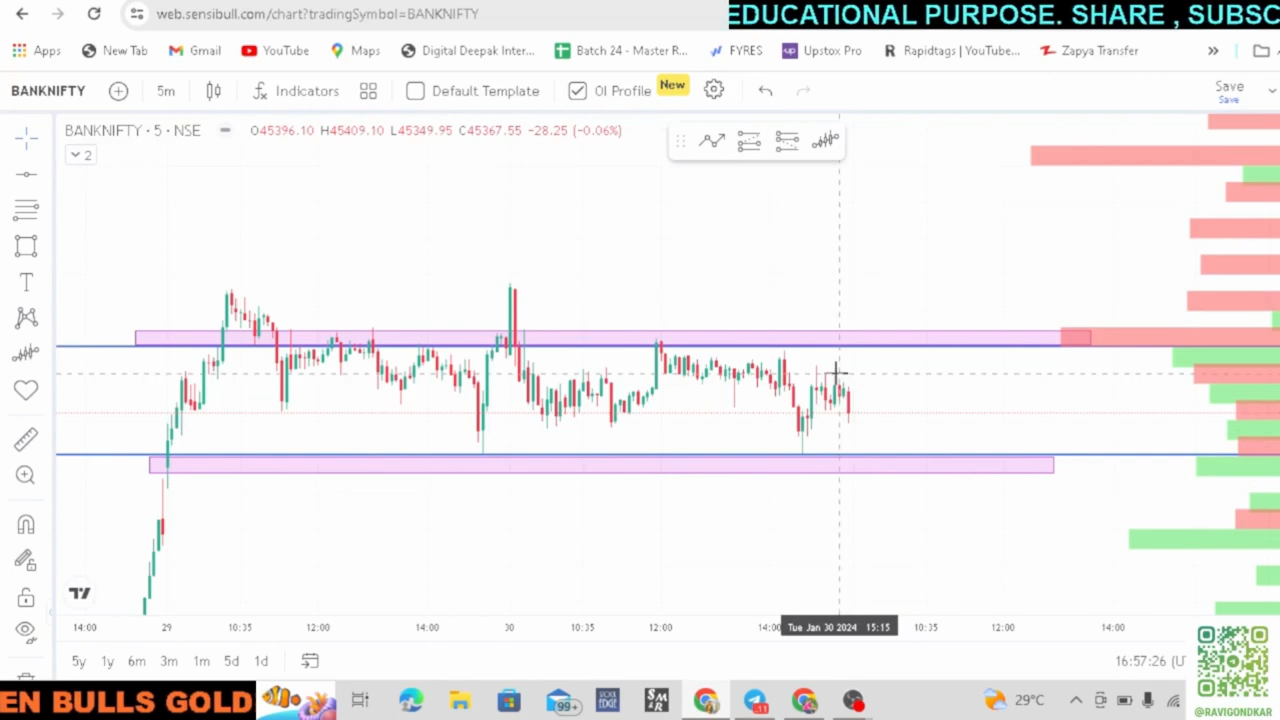 web.sensibull.com/chart?tradingSymbol=BANKNIFTY
EDUCATIONAL PURPOSE. SHARE , SUBSC
Apps New Tab Gmail YouTube Maps Digital Deepak Inter... Batch 24 - Master R... FYRES Upstox Pro Rapidtags | YouTube... Zapya Transfer »
BANKNIFTY 5m Indicators Default Template OI Profile New Save
Save
BANKNIFTY · 5 · NSE O45396.10 H45409.10 L45349.95 C45367.55 -28.25 (-0.06%)
2
14:00 29 10:35 12:00 14:00 30 10:35 12:00 14:00 Tue Jan 30 2024 15:15 10:35 12:00 14:00
5y 1y 6m 3m 1m 5d 1d 16:57:26 (U
EN BULLS GOLD
99+
29°C
@RAVIGONDKAR